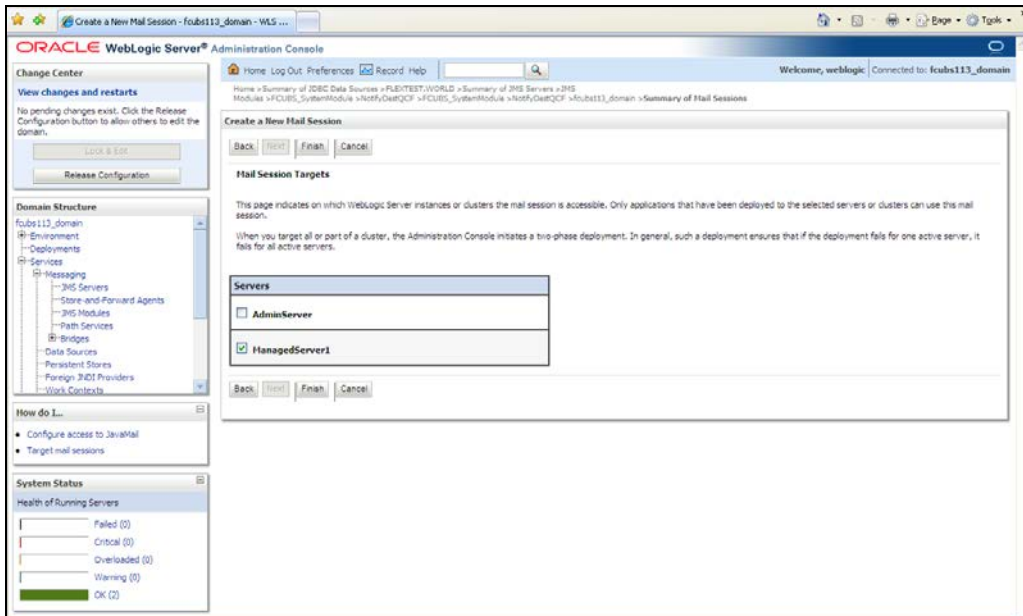 Create a New Mail Session - fcubs113_domain - WLS ...
Page
Tools
ORACLE WebLogic Server® Administration Console
Change Center
View changes and restarts
No pending changes exist. Click the Release
Configuration button to allow others to edit the
domain.
Lock & Edit
Release Configuration
Domain Structure
fcubs113_domain
Environment
Deployments
Services
Messaging
JMS Servers
Store-and-Forward Agents
JMS Modules
Path Services
Bridges
Data Sources
Persistent Stores
Foreign JNDI Providers
Work Contexts
How do I...
Configure access to JavaMail
Target mail sessions
System Status
Health of Running Servers
Failed (0)
Critical (0)
Overloaded (0)
Warning (0)
OK (2)
Home Log Out Preferences Record Help
Welcome, weblogic Connected to: fcubs113_domain
Home >Summary of JDBC Data Sources >FLEXTEST.WORLD >Summary of JMS Servers >JMS
Modules >FCUBS_SystemModule >NotifyDestQCF >FCUBS_SystemModule >NotifyDestQCF >fcubs113_domain >Summary of Mail Sessions
Create a New Mail Session
Back Next Finish Cancel
Mail Session Targets
This page indicates on which WebLogic Server instances or clusters the mail session is accessible. Only applications that have been deployed to the selected servers or clusters can use this mail
session.
When you target all or part of a cluster, the Administration Console initiates a two-phase deployment. In general, such a deployment ensures that if the deployment fails for one active server, it
fails for all active servers.
Servers
AdminServer
ManagedServer1
Back Next Finish Cancel